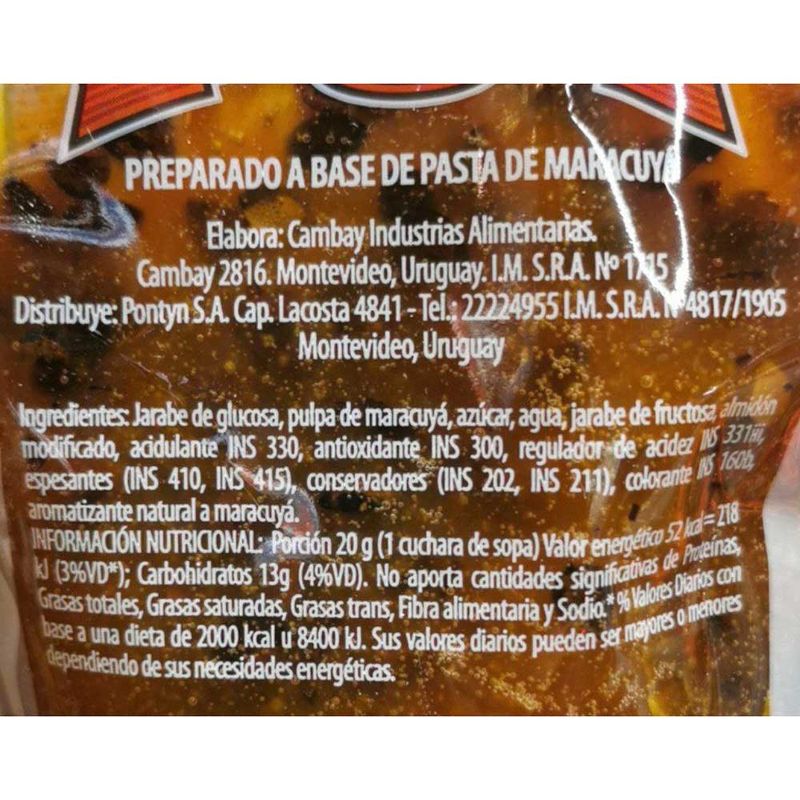 PREPARADO A BASE DE PASTA DE MARACUYÁ
Elabora: Cambay Industrias Alimentarias.
Cambay 2816. Montevideo, Uruguay. I.M. S.R.A. Nº 1715
Distribuye: Pontyn S.A. Cap. Lacosta 4841 - Tel.: 22224955 I.M. S.R.A. Nº 4817/1905
Montevideo, Uruguay
Ingredientes: Jarabe de glucosa, pulpa de maracuyá, azúcar, agua, jarabe de fructosa, almidón
modificado, acidulante INS 330, antioxidante INS 300, regulador de acidez INS 331iii,
espesantes (INS 410, INS 415), conservadores (INS 202, INS 211), colorante INS 160b,
aromatizante natural a maracuyá.
INFORMACIÓN NUTRICIONAL: Porción 20 g (1 cuchara de sopa) Valor energético 52 kcal = 218
kJ (3%VD*); Carbohidratos 13g (4%VD). No aporta cantidades significativas de Proteínas,
Grasas totales, Grasas saturadas, Grasas trans, Fibra alimentaria y Sodio. * % Valores Diarios con
base a una dieta de 2000 kcal u 8400 kJ. Sus valores diarios pueden ser mayores o menores
dependiendo de sus necesidades energéticas.